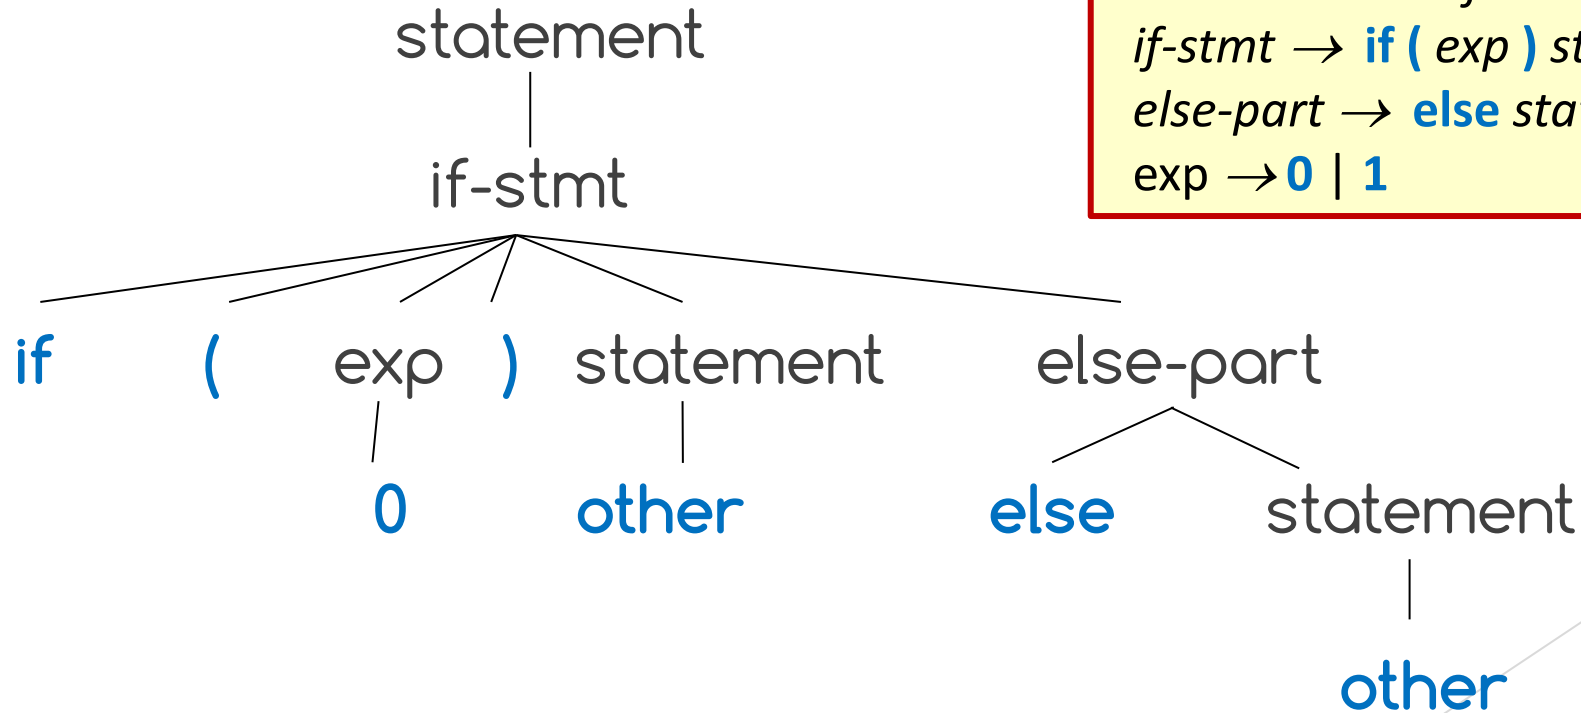 statement
if-stmt → if ( exp )
else-part → else
exp → 0 | 1
if-stmt
if ( exp ) statement else-part
0 other else statement
other